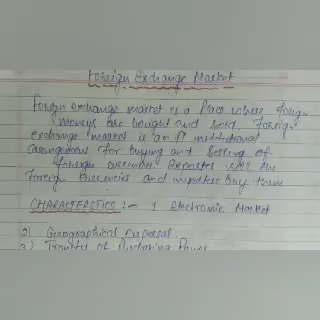 Foreign Exchange Market
Foreign exchange market is a place where foreign
moneys are bought and sold. Foreign
exchange market is an institutional
arrangement for buying and selling of
foreign currencies. Exporters sell the
foreign currencies and importers buy them
CHARACTERSTICS :- 1 Electronic Market
2) Geographical Dispersal.
3) Transfer of Purchasing Power